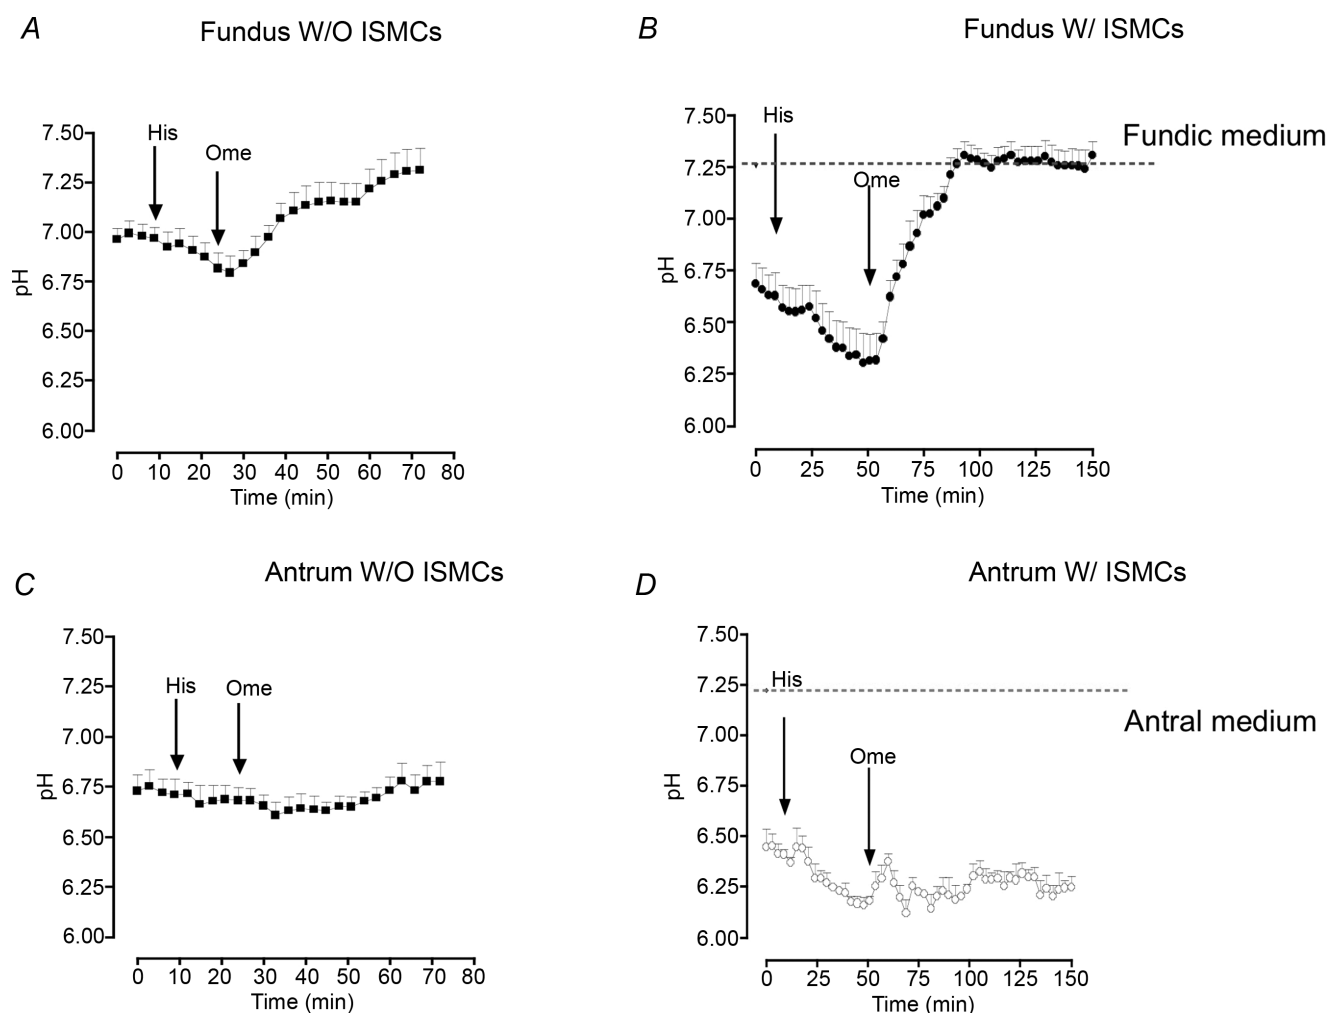 A
Fundus W/O ISMCs
His
Ome
pH
7.50
7.25
7.00
6.75
6.50
6.25
6.00
0 10 20 30 40 50 60 70 80
Time (min)
B
Fundus W/ ISMCs
His
Ome
Fundic medium
pH
7.50
7.25
7.00
6.75
6.50
6.25
6.00
0 25 50 75 100 125 150
Time (min)
C
Antrum W/O ISMCs
His
Ome
pH
7.50
7.25
7.00
6.75
6.50
6.25
6.00
0 10 20 30 40 50 60 70 80
Time (min)
D
Antrum W/ ISMCs
His
Ome
Antral medium
pH
7.50
7.25
7.00
6.75
6.50
6.25
6.00
0 25 50 75 100 125 150
Time (min)